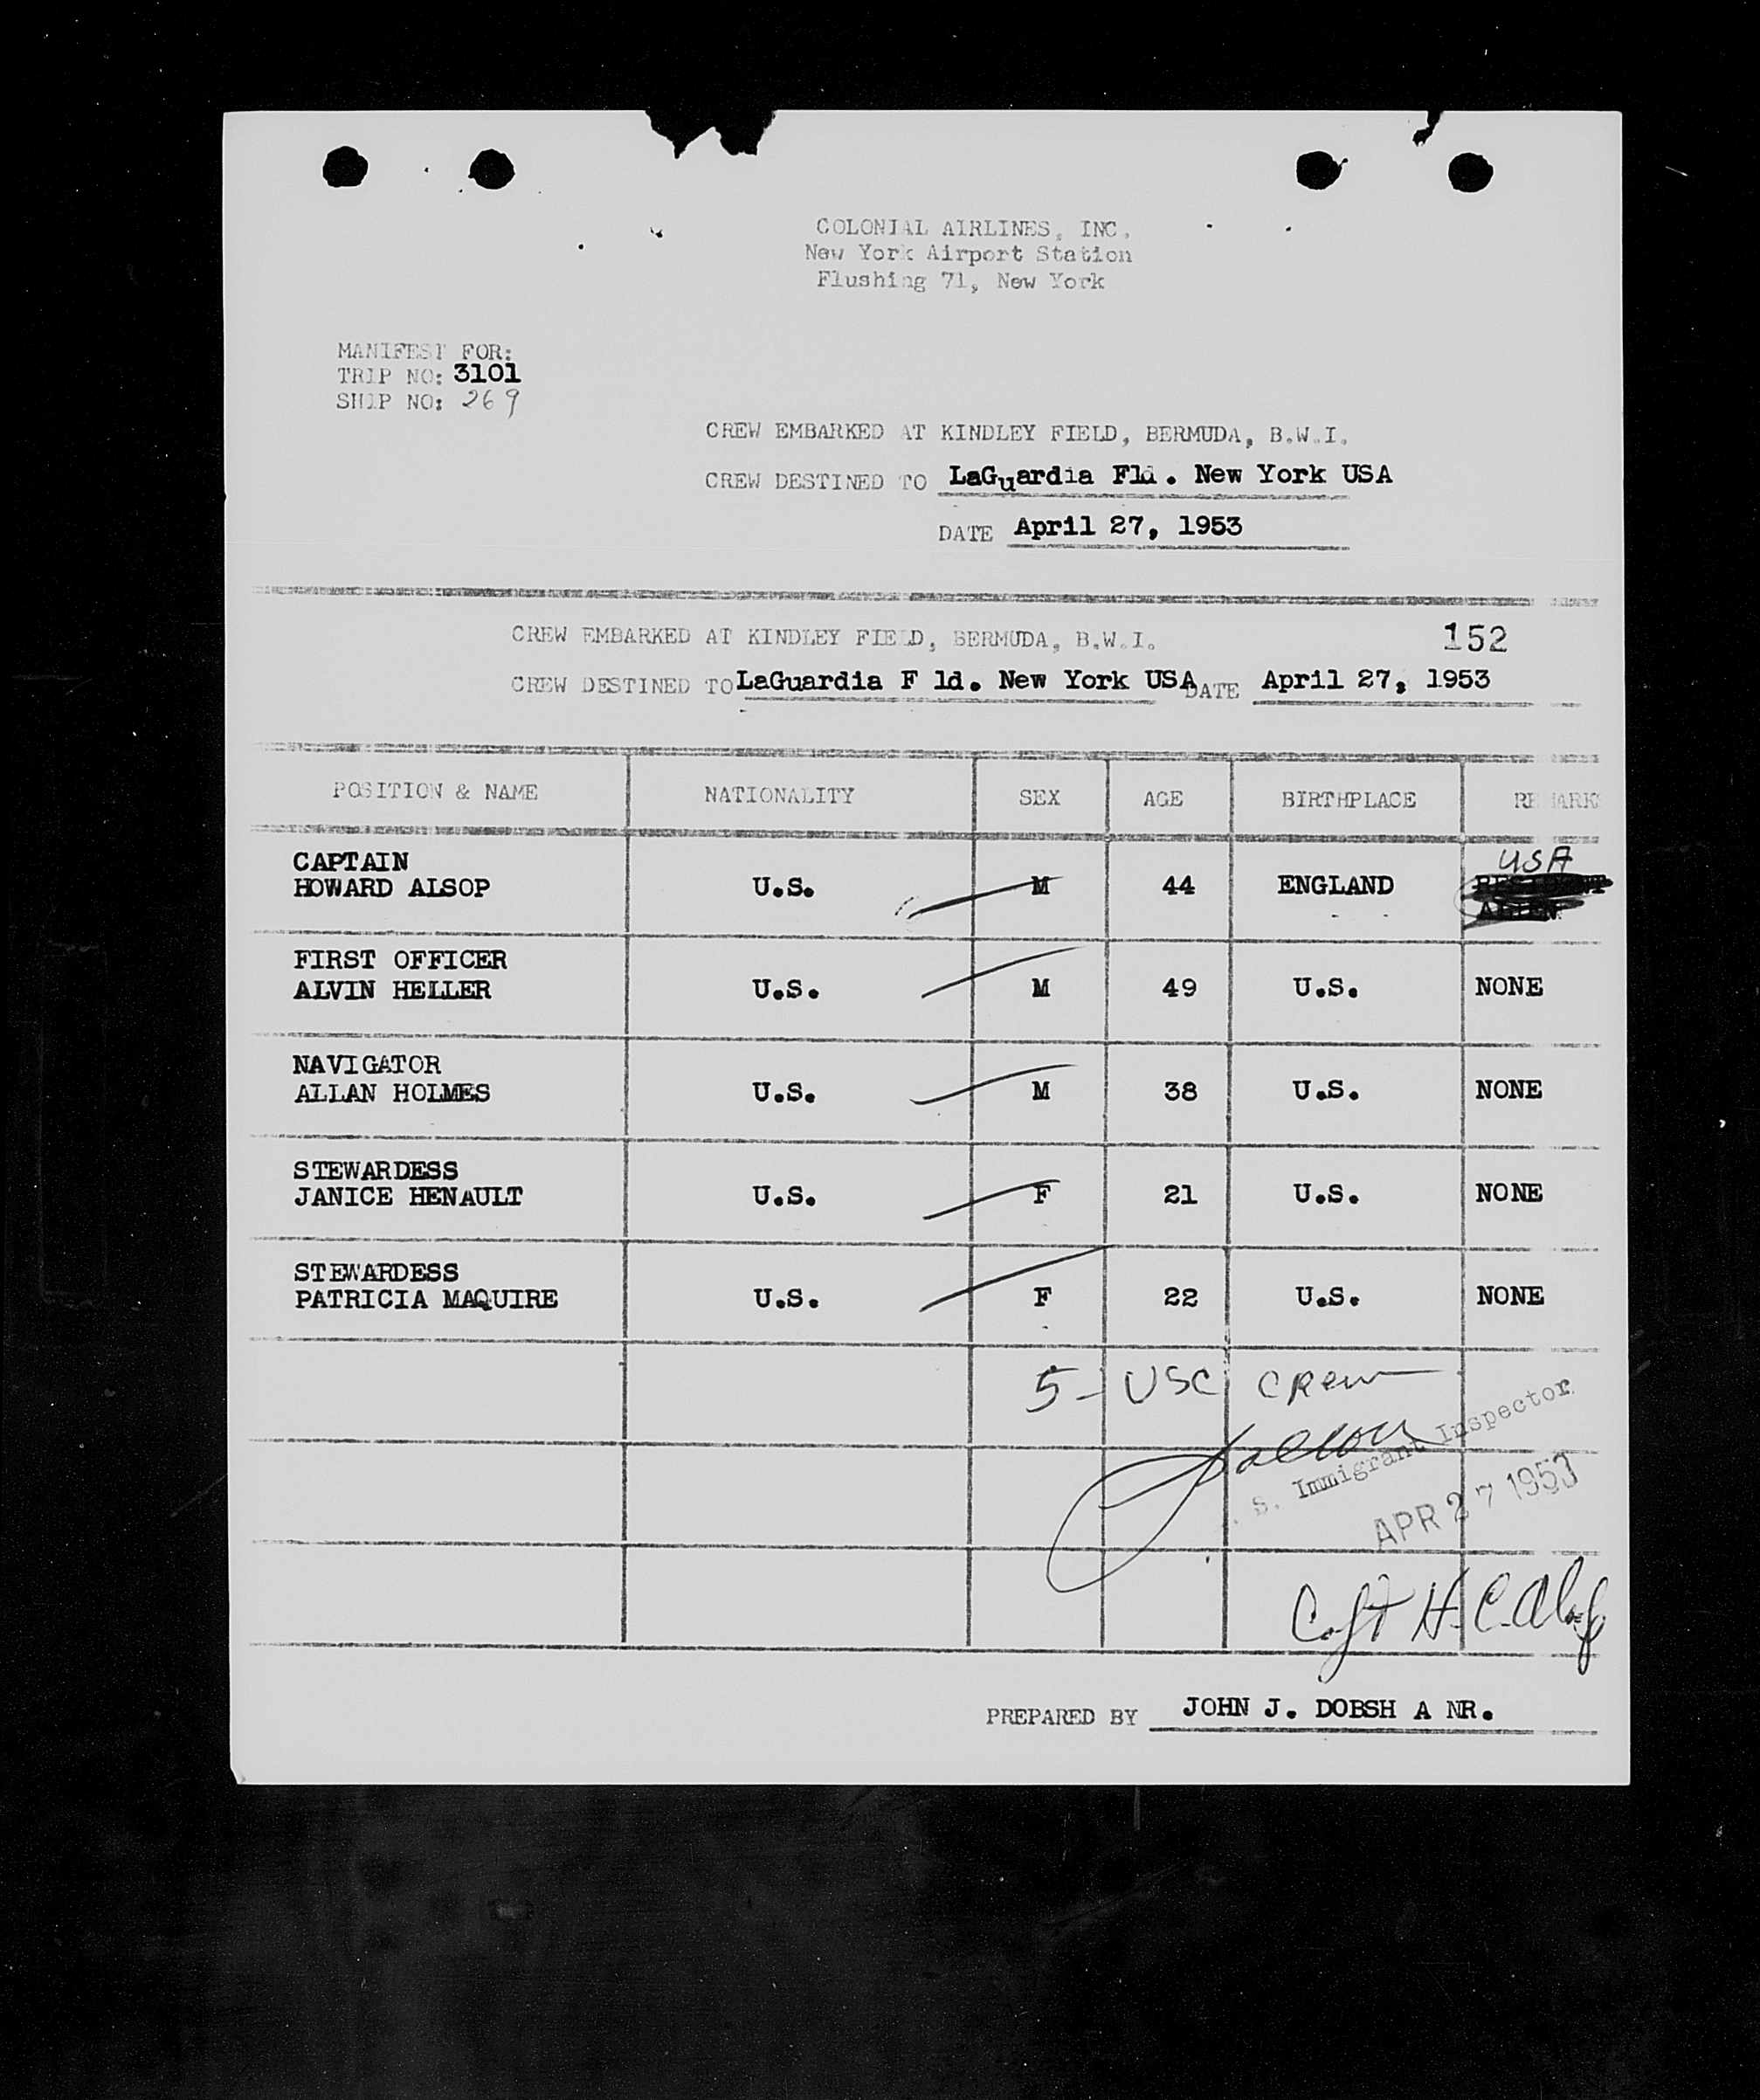 COLONIAL AIRLINES, INC.
New York Airport Station
Flushing 71, New York
MANIFEST FOR:
TRIP NO: 3101
SHIP NO: 269
CREW EMBARKED AT KINDLEY FIELD, BERMUDA, B.W.I.
CREW DESTINED TO LaGuardia Fld. New York USA
DATE April 27, 1953
CREW EMBARKED AT KINDLEY FIELD, BERMUDA, B.W.I. 152
CREW DESTINED TO LaGuardia F ld. New York USA DATE April 27, 1953
POSITION & NAME NATIONALITY SEX AGE BIRTHPLACE REMARKS
USA
CAPTAIN
HOWARD ALSOP U.S. M 44 ENGLAND RESIDENT
ALIEN
FIRST OFFICER
ALVIN HELLER U.S. M 49 U.S. NONE
NAVIGATOR
ALLAN HOLMES U.S. M 38 U.S. NONE
STEWARDESS
JANICE HENAULT U.S. F 21 U.S. NONE
STEWARDESS
PATRICIA MAQUIRE U.S. F 22 U.S. NONE
5 - USC Crew
S. Immigrant Inspector
APR 27 1953
Capt H.C. Alsop
PREPARED BY JOHN J. DOBSH A NR.